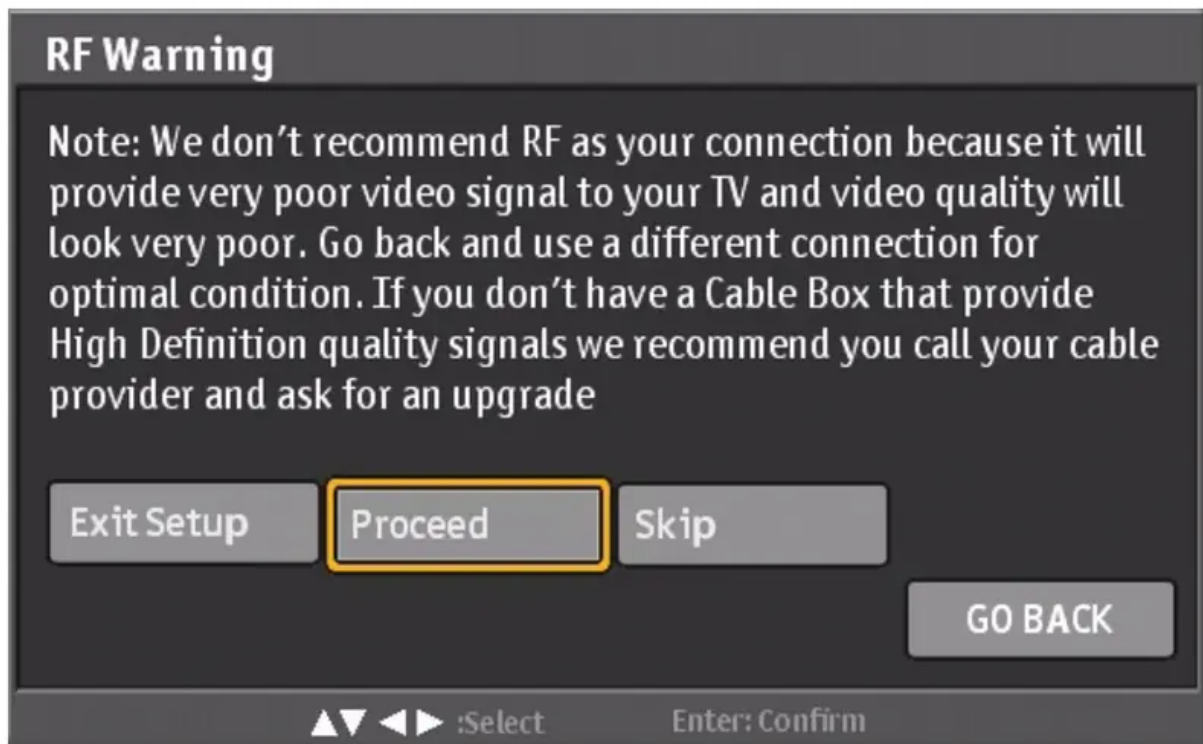 RF Warning
Note: We don't recommend RF as your connection because it will
provide very poor video signal to your TV and video quality will
look very poor. Go back and use a different connection for
optimal condition. If you don't have a Cable Box that provide
High Definition quality signals we recommend you call your cable
provider and ask for an upgrade
Exit Setup
Proceed
Skip
GO BACK
▲▼ ◀▶ :Select Enter: Confirm